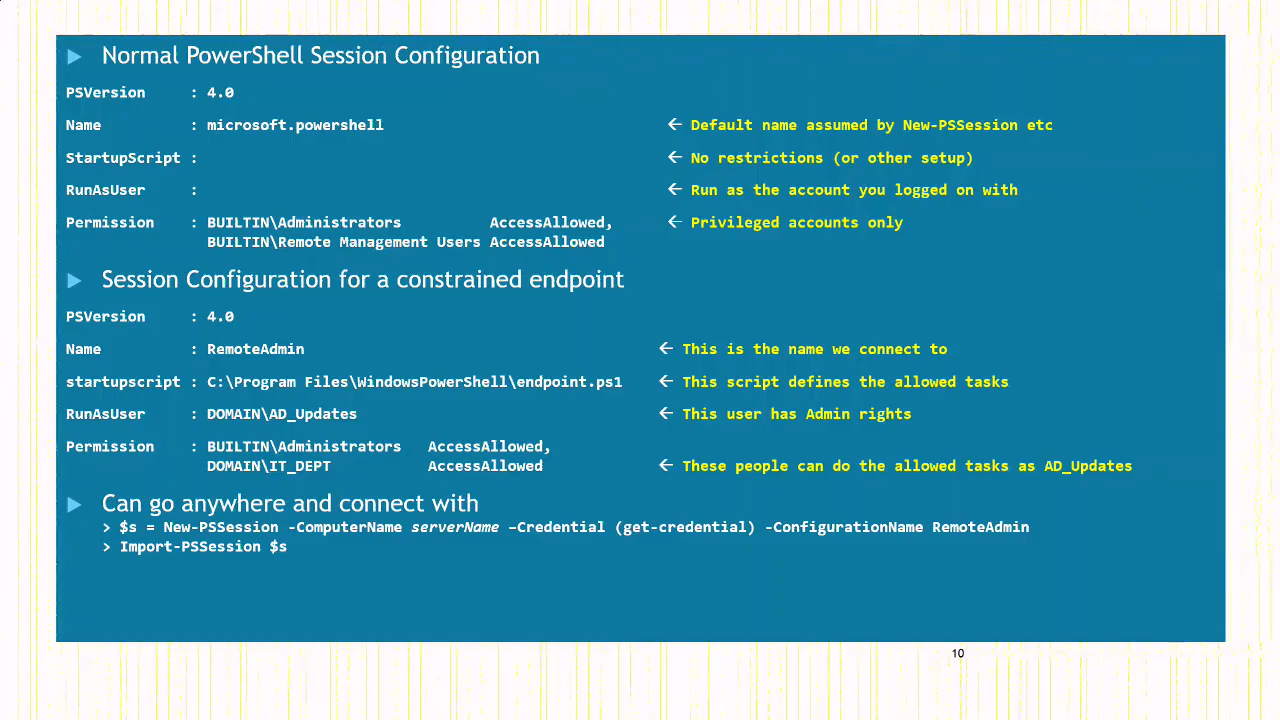 ▶ Normal PowerShell Session Configuration
PSVersion : 4.0
Name : microsoft.powershell ← Default name assumed by New-PSSession etc
StartupScript : ← No restrictions (or other setup)
RunAsUser : ← Run as the account you logged on with
Permission : BUILTIN\Administrators AccessAllowed, ← Privileged accounts only
BUILTIN\Remote Management Users AccessAllowed
▶ Session Configuration for a constrained endpoint
PSVersion : 4.0
Name : RemoteAdmin ← This is the name we connect to
startupscript : C:\Program Files\WindowsPowerShell\endpoint.ps1 ← This script defines the allowed tasks
RunAsUser : DOMAIN\AD_Updates ← This user has Admin rights
Permission : BUILTIN\Administrators AccessAllowed,
DOMAIN\IT_DEPT AccessAllowed ← These people can do the allowed tasks as AD_Updates
▶ Can go anywhere and connect with
> $s = New-PSSession -ComputerName serverName –Credential (get-credential) -ConfigurationName RemoteAdmin
> Import-PSSession $s
10